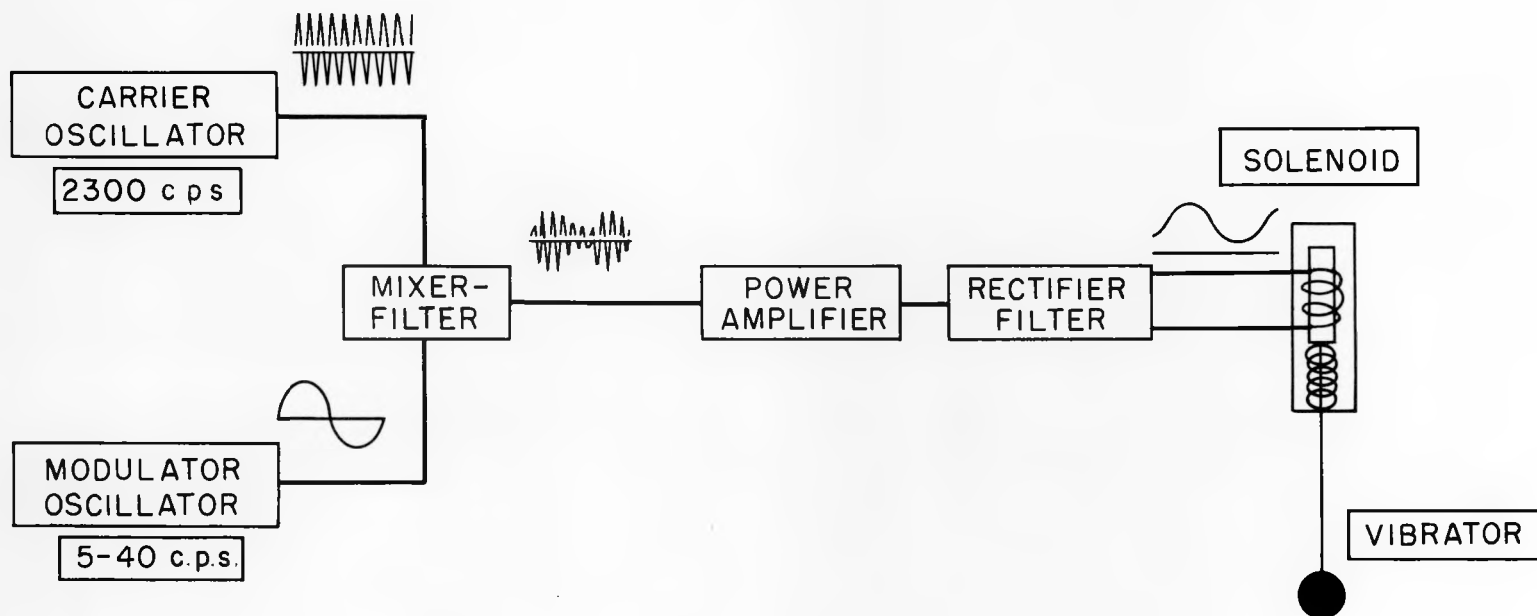 CARRIER
OSCILLATOR
2300 cps
MODULATOR
OSCILLATOR
5-40 c.p.s.
MIXER-
FILTER
POWER
AMPLIFIER
RECTIFIER
FILTER
SOLENOID
VIBRATOR